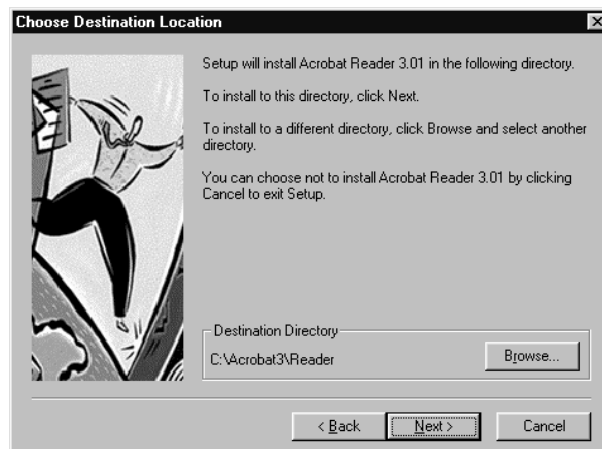 Choose Destination Location
Setup will install Acrobat Reader 3.01 in the following directory.
To install to this directory, click Next.
To install to a different directory, click Browse and select another
directory.
You can choose not to install Acrobat Reader 3.01 by clicking
Cancel to exit Setup.
Destination Directory
C:\Acrobat3\Reader
Browse...
< Back
Next >
Cancel